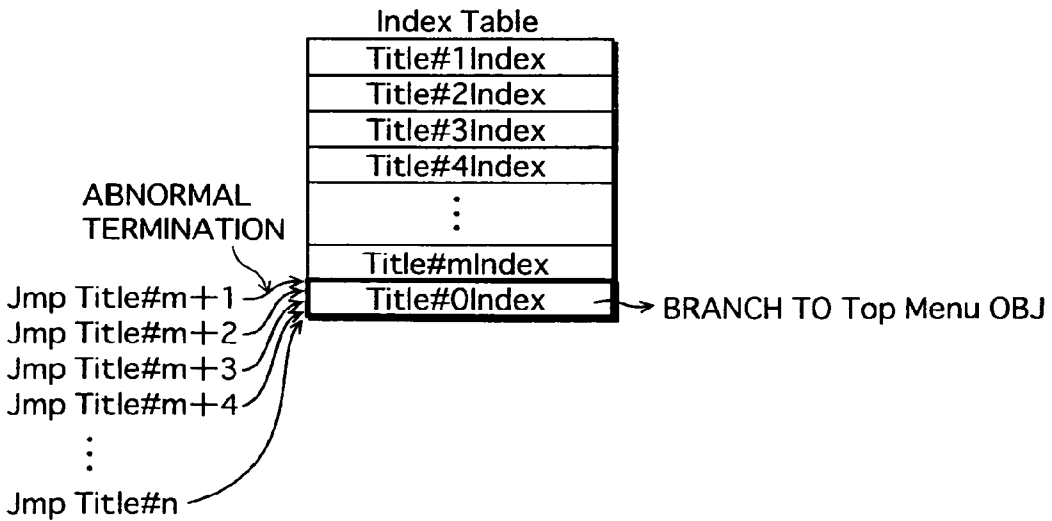 Index Table
Title#1Index
Title#2Index
Title#3Index
Title#4Index
⋮
Title#mIndex
Title#0Index
BRANCH TO Top Menu OBJ
ABNORMAL
TERMINATION
Jmp Title#m+1
Jmp Title#m+2
Jmp Title#m+3
Jmp Title#m+4
⋮
Jmp Title#n